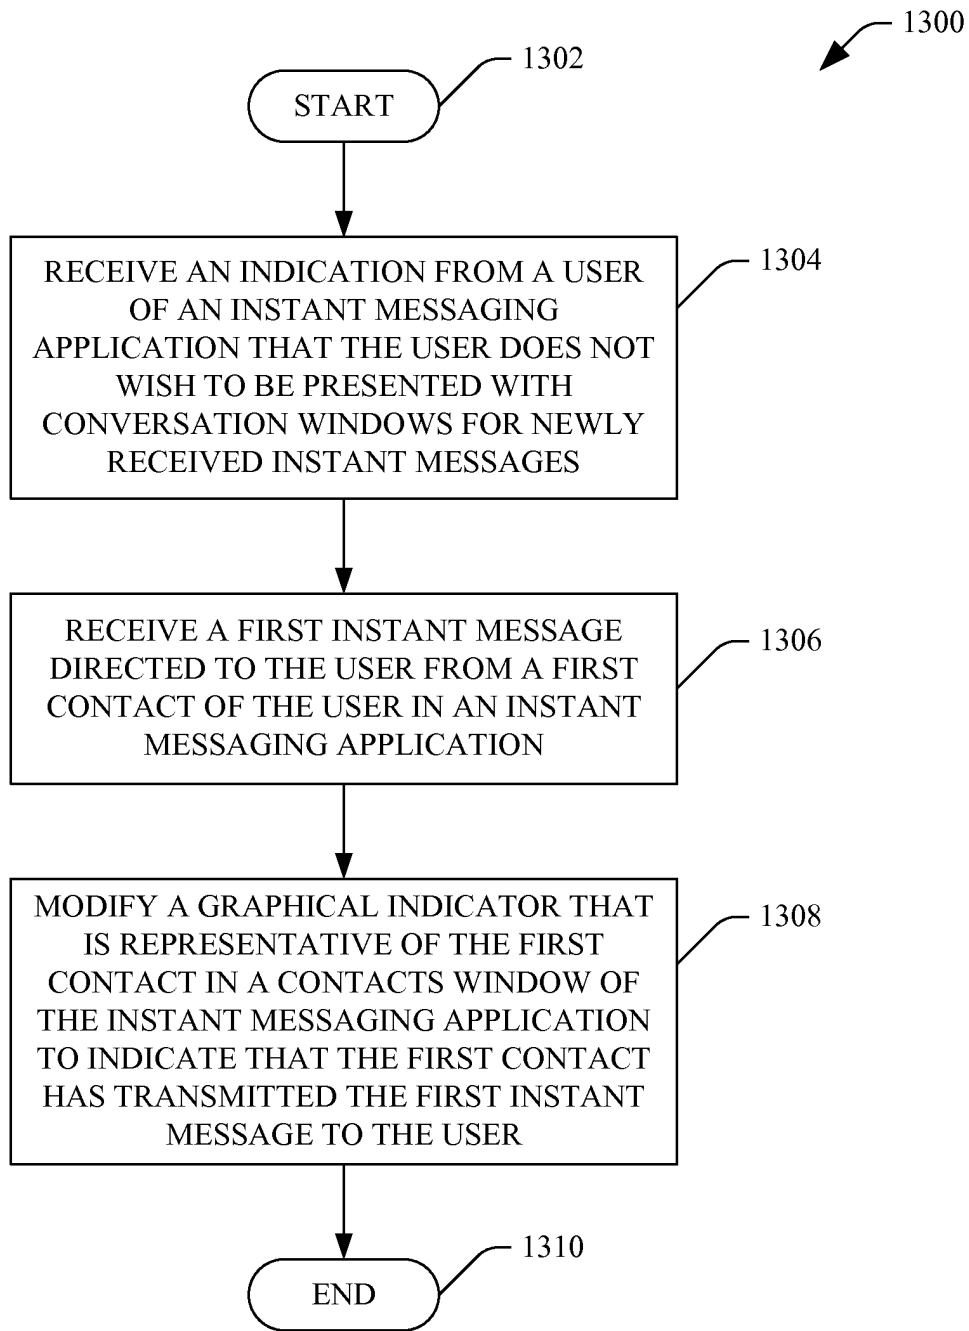 1300
1302
START
1304
RECEIVE AN INDICATION FROM A USER
OF AN INSTANT MESSAGING
APPLICATION THAT THE USER DOES NOT
WISH TO BE PRESENTED WITH
CONVERSATION WINDOWS FOR NEWLY
RECEIVED INSTANT MESSAGES
1306
RECEIVE A FIRST INSTANT MESSAGE
DIRECTED TO THE USER FROM A FIRST
CONTACT OF THE USER IN AN INSTANT
MESSAGING APPLICATION
1308
MODIFY A GRAPHICAL INDICATOR THAT
IS REPRESENTATIVE OF THE FIRST
CONTACT IN A CONTACTS WINDOW OF
THE INSTANT MESSAGING APPLICATION
TO INDICATE THAT THE FIRST CONTACT
HAS TRANSMITTED THE FIRST INSTANT
MESSAGE TO THE USER
1310
END